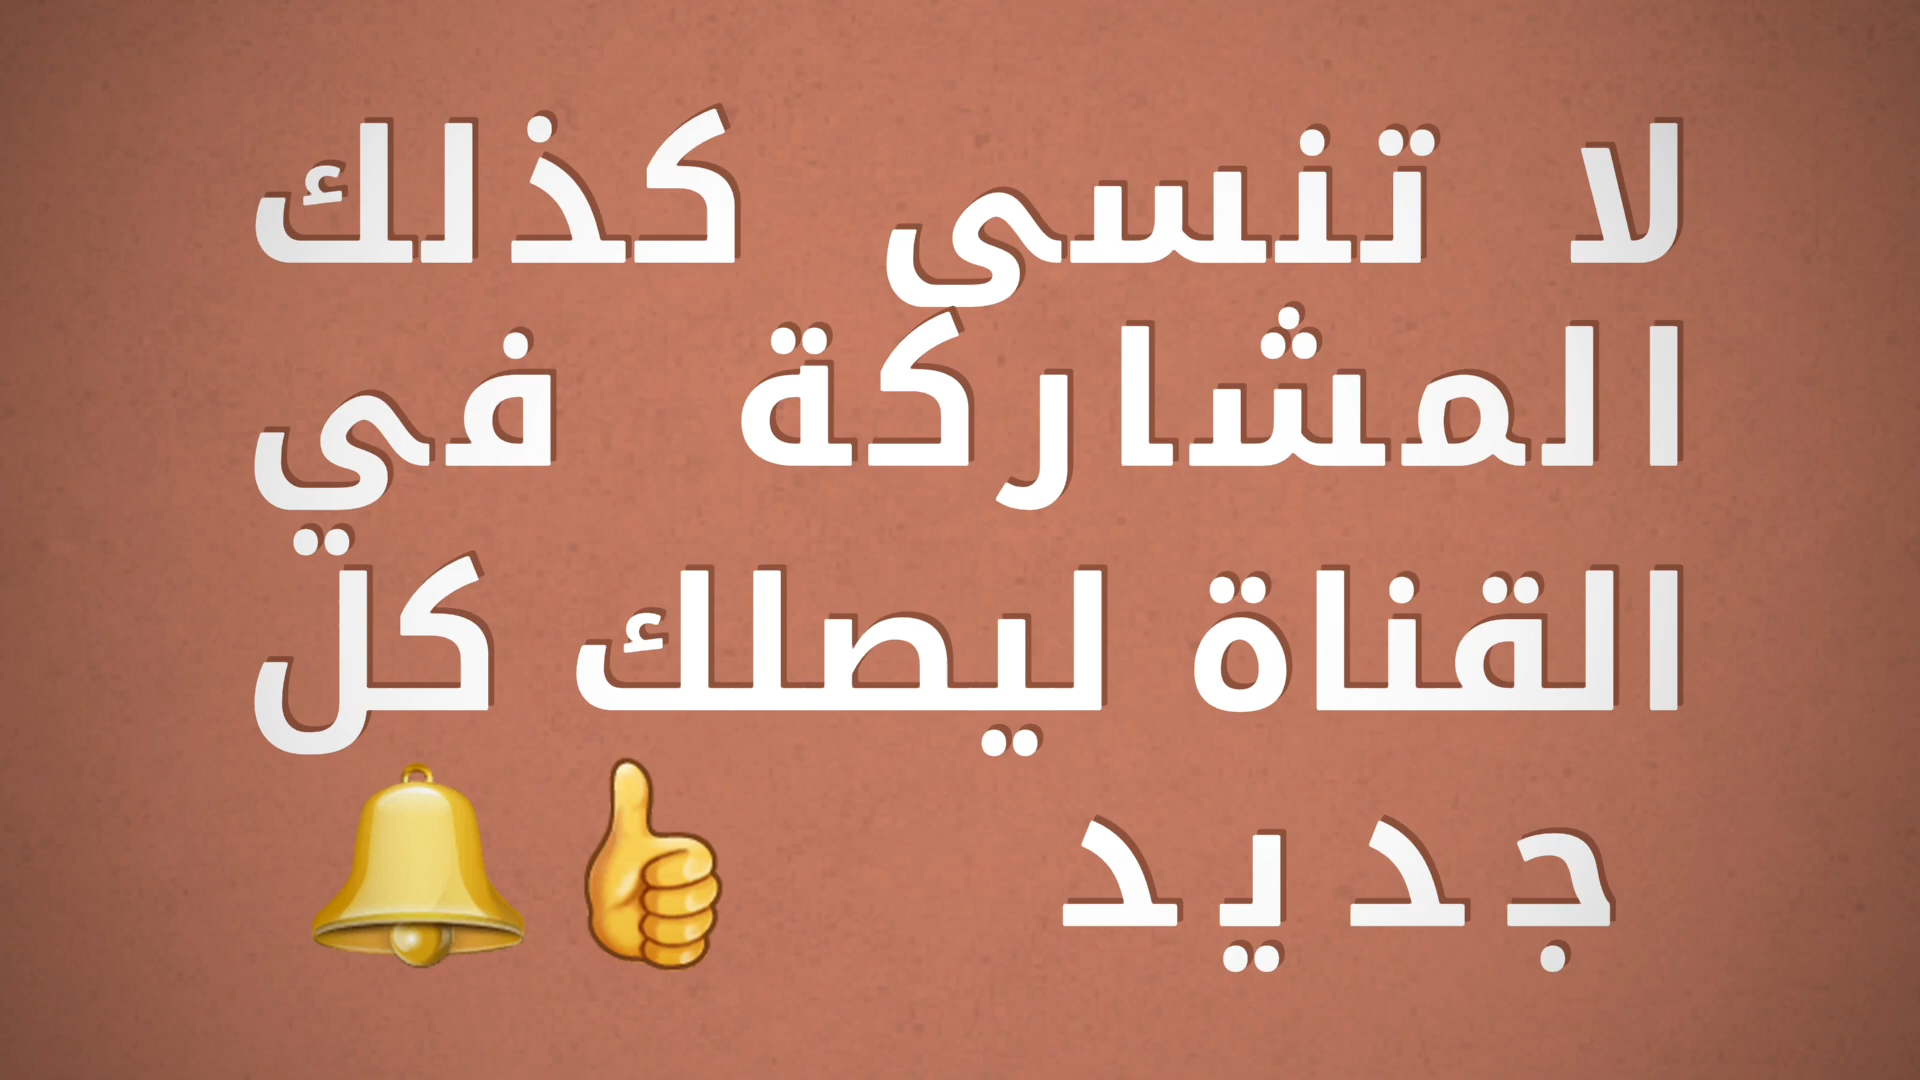 لا تنسى كذلك
المشاركة في
القناة ليصلك كل
جديد 👍🔔